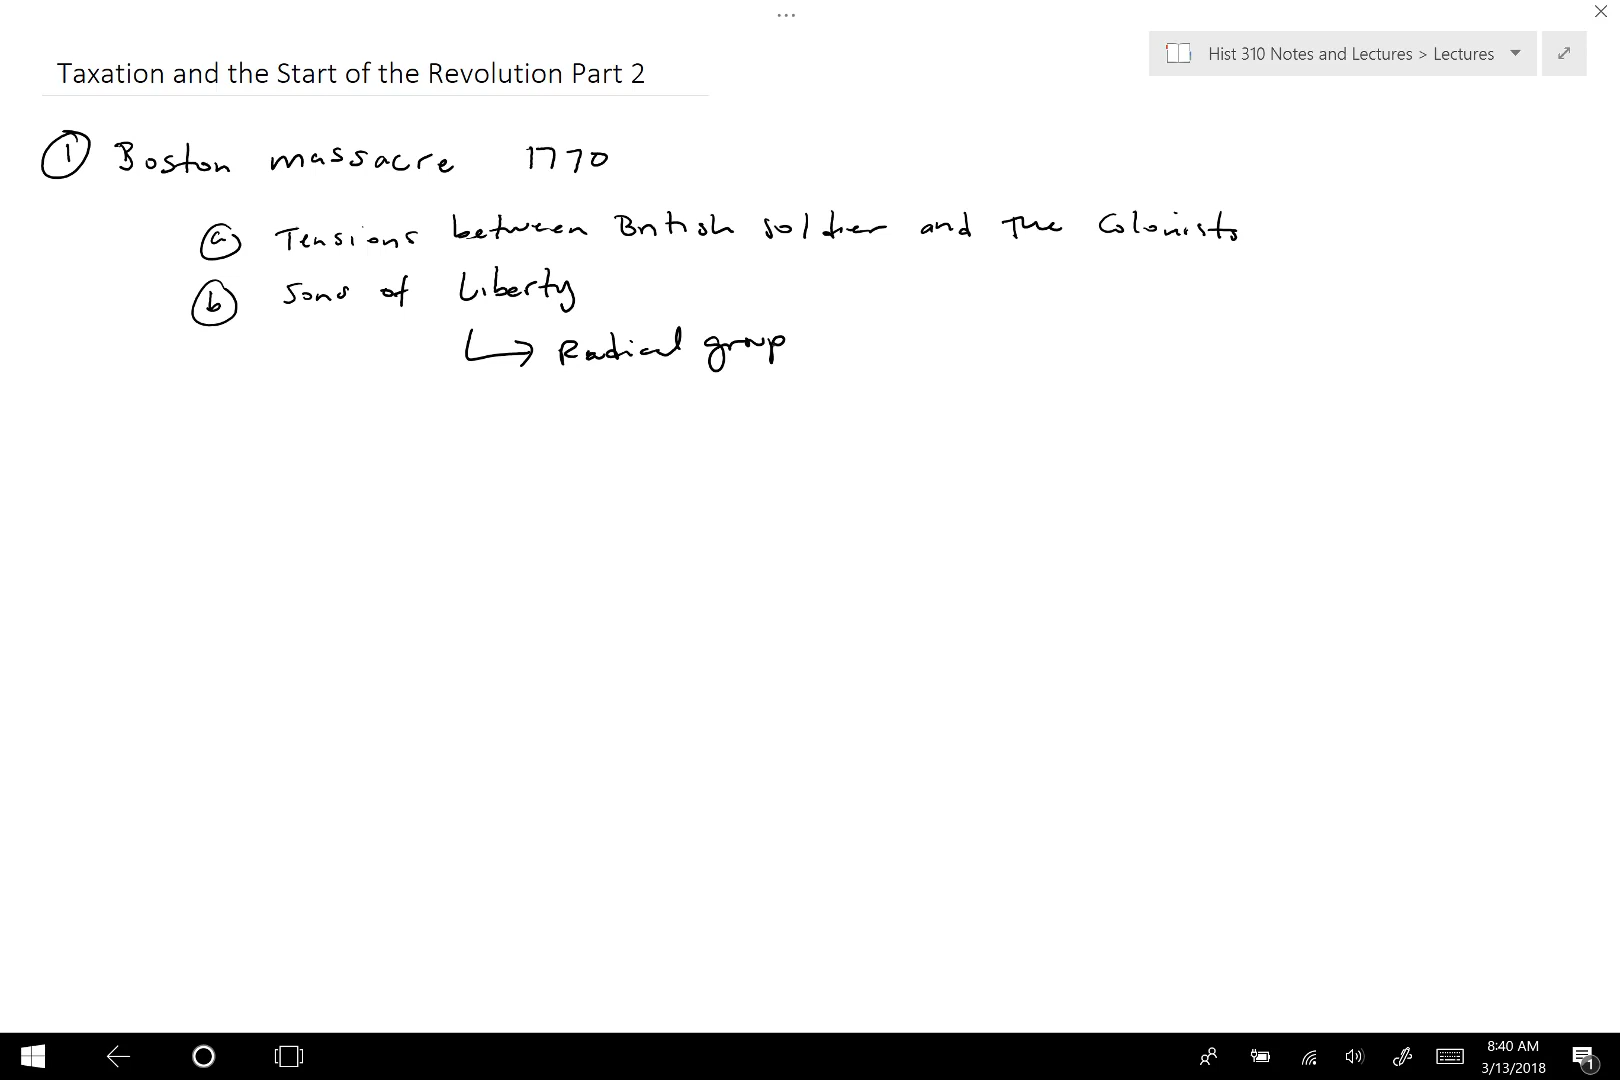 ...
Hist 310 Notes and Lectures > Lectures
Taxation and the Start of the Revolution Part 2
1 Boston massacre 1770
a Tensions between British soldier and The Colonists
b Sons of Liberty
↳ Radical group
8:40 AM
3/13/2018
1